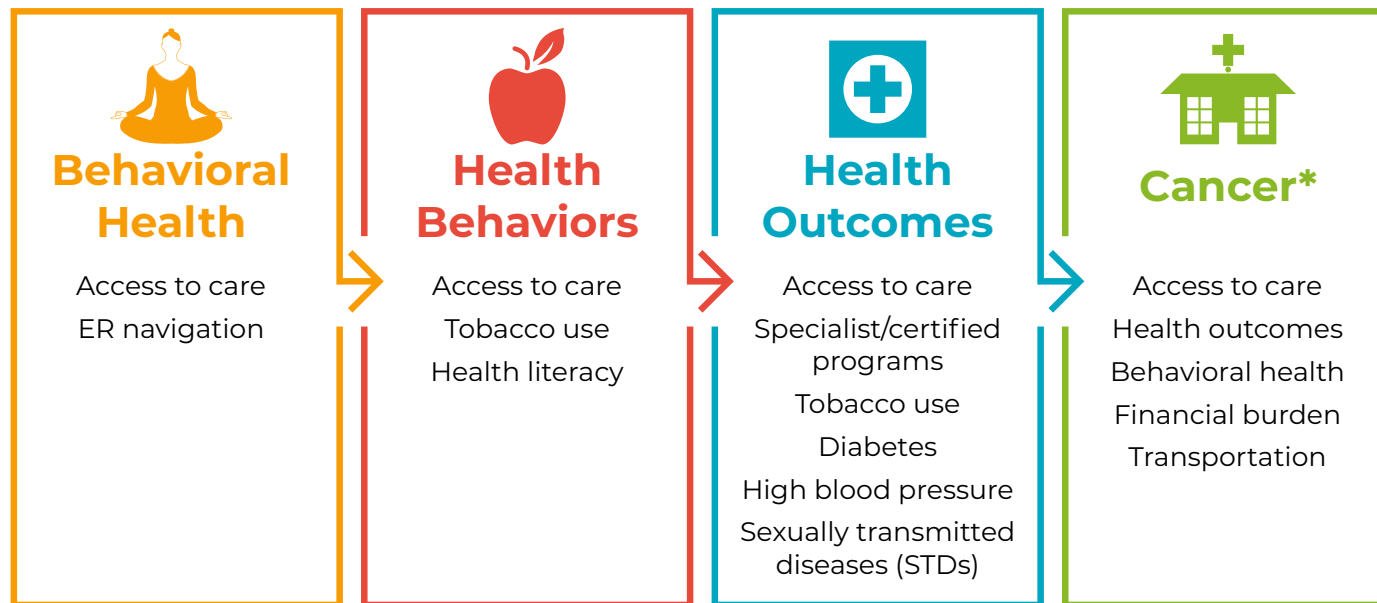 Behavioral
Health
Access to care
ER navigation
Health
Behaviors
Access to care
Tobacco use
Health literacy
Health
Outcomes
Access to care
Specialist/certified
programs
Tobacco use
Diabetes
High blood pressure
Sexually transmitted
diseases (STDs)
Cancer*
Access to care
Health outcomes
Behavioral health
Financial burden
Transportation